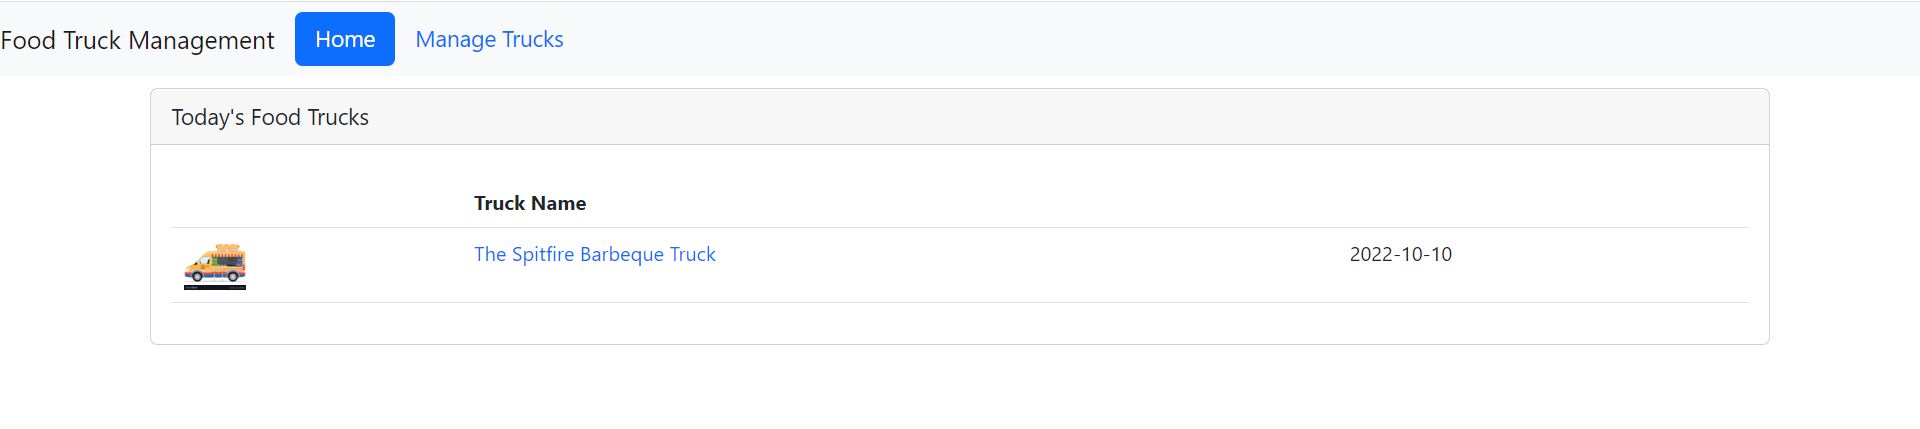 Food Truck Management Home Manage Trucks
Today's Food Trucks
Truck Name
The Spitfire Barbeque Truck 2022-10-10